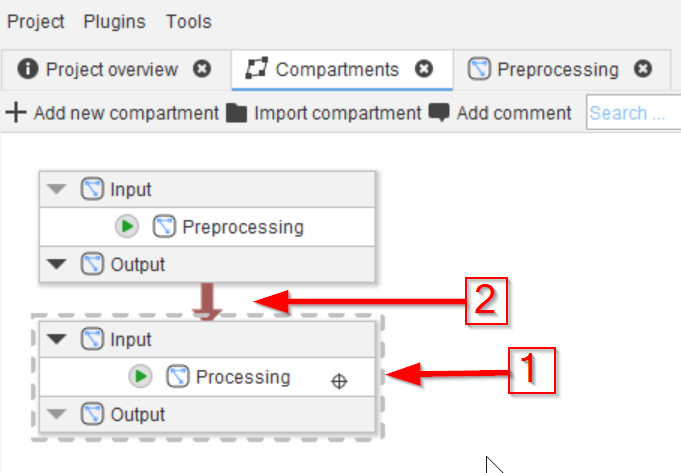 Project Plugins Tools
Project overview Compartments Preprocessing
Add new compartment Import compartment Add comment Search ...
Input
Preprocessing
Output
2
Input
1
Processing
Output